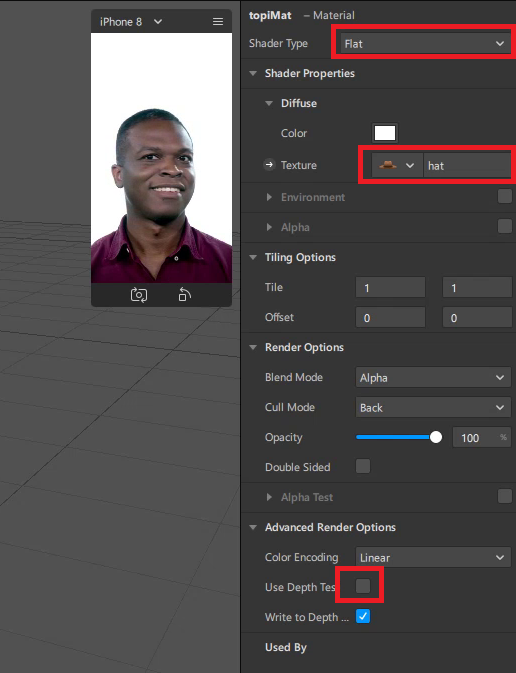 iPhone 8
topiMat – Material
Shader Type Flat
Shader Properties
Diffuse
Color
Texture hat
Environment
Alpha
Tiling Options
Tile 1 1
Offset 0 0
Render Options
Blend Mode Alpha
Cull Mode Back
Opacity 100 %
Double Sided
Alpha Test
Advanced Render Options
Color Encoding Linear
Use Depth Tes
Write to Depth ...
Used By